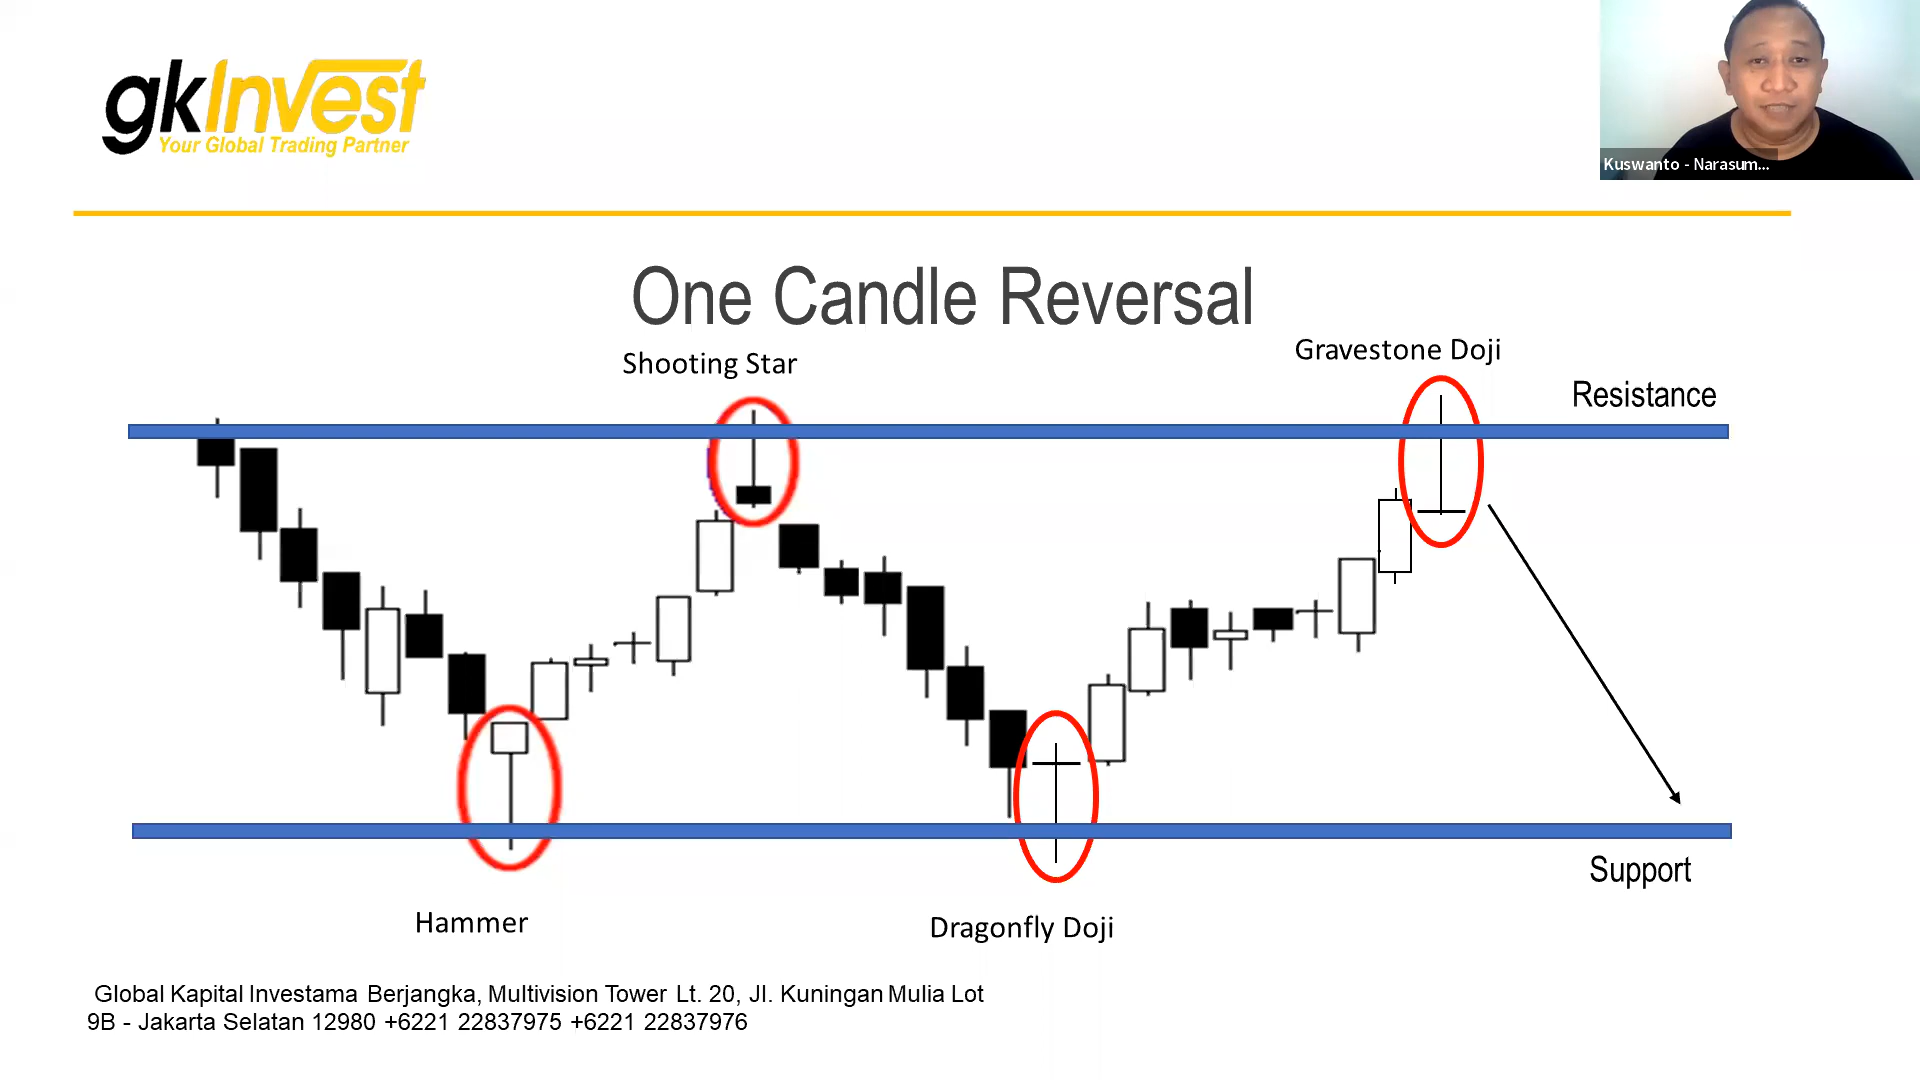 gkInvest
Your Global Trading Partner
Kuswanto - Narasum...
One Candle Reversal
Shooting Star
Gravestone Doji
Resistance
Support
Hammer
Dragonfly Doji
Global Kapital Investama Berjangka, Multivision Tower Lt. 20, Jl. Kuningan Mulia Lot
9B - Jakarta Selatan 12980 +6221 22837975 +6221 22837976